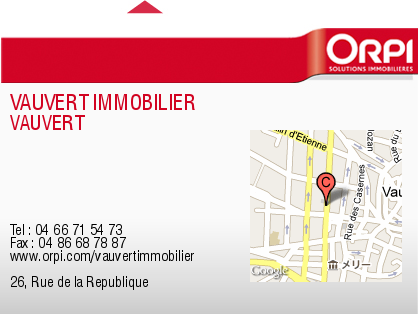 ORPI
SOLUTIONS IMMOBILIÈRES
VAUVERT IMMOBILIER
VAUVERT
d'Etienne
Vau
Rue des Casernes
C
メリー
Google
Tel : 04 66 71 54 73
Fax : 04 86 68 78 87
www.orpi.com/vauvertimmobilier
26, Rue de la Republique